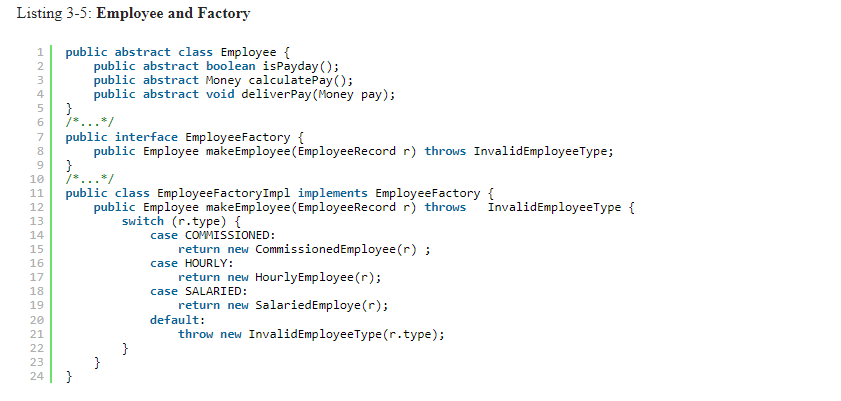 Listing 3-5: Employee and Factory
1 public abstract class Employee {
2 public abstract boolean isPayday();
3 public abstract Money calculatePay();
4 public abstract void deliverPay(Money pay);
5 }
6 /*...*/
7 public interface EmployeeFactory {
8 public Employee makeEmployee(EmployeeRecord r) throws InvalidEmployeeType;
9 }
10 /*...*/
11 public class EmployeeFactoryImpl implements EmployeeFactory {
12 public Employee makeEmployee(EmployeeRecord r) throws   InvalidEmployeeType {
13 switch (r.type) {
14 case COMMISSIONED:
15 return new CommissionedEmployee(r) ;
16 case HOURLY:
17 return new HourlyEmployee(r);
18 case SALARIED:
19 return new SalariedEmploye(r);
20 default:
21 throw new InvalidEmployeeType(r.type);
22 }
23 }
24 }